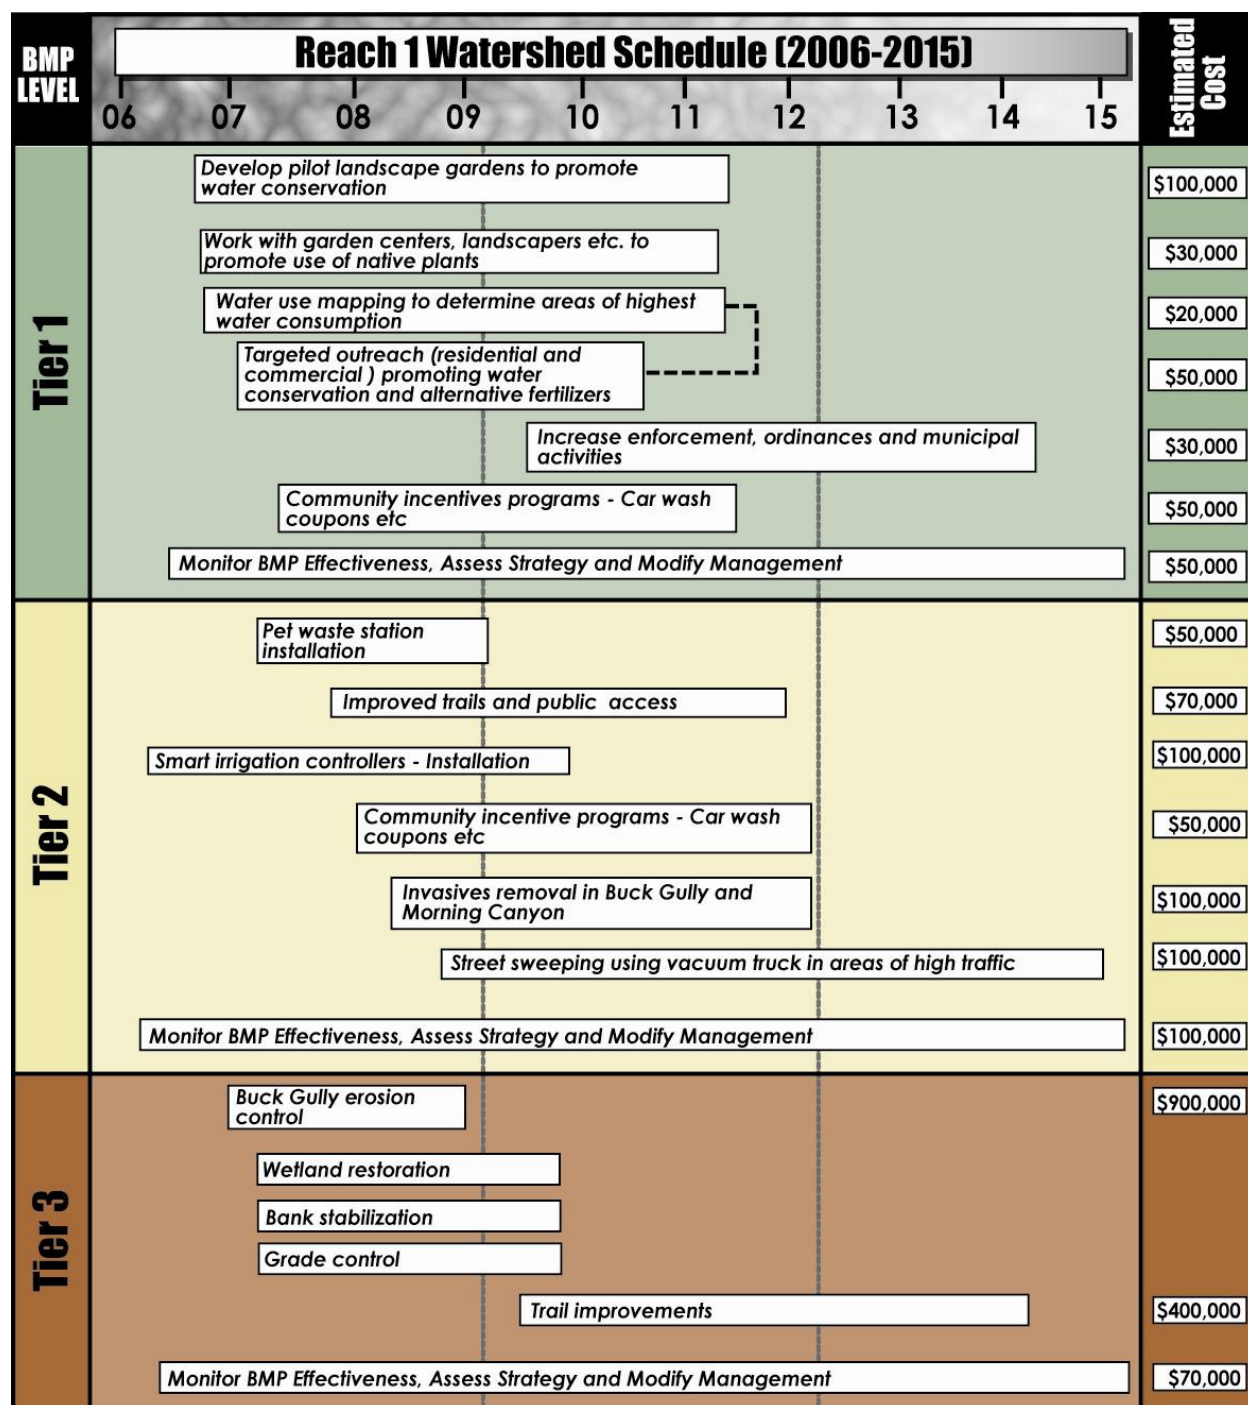 BMP
LEVEL
Reach 1 Watershed Schedule (2006-2015)
06 07 08 09 10 11 12 13 14 15
Estimated
Cost
Tier 1
Develop pilot landscape gardens to promote
water conservation
$100,000
Work with garden centers, landscapers etc. to
promote use of native plants
$30,000
Water use mapping to determine areas of highest
water consumption
$20,000
Targeted outreach (residential and
commercial ) promoting water
conservation and alternative fertilizers
$50,000
Increase enforcement, ordinances and municipal
activities
$30,000
Community incentives programs - Car wash
coupons etc
$50,000
Monitor BMP Effectiveness, Assess Strategy and Modify Management
$50,000
Tier 2
Pet waste station
installation
$50,000
Improved trails and public access
$70,000
Smart irrigation controllers - Installation
$100,000
Community incentive programs - Car wash
coupons etc
$50,000
Invasives removal in Buck Gully and
Morning Canyon
$100,000
Street sweeping using vacuum truck in areas of high traffic
$100,000
Monitor BMP Effectiveness, Assess Strategy and Modify Management
$100,000
Tier 3
Buck Gully erosion
control
$900,000
Wetland restoration
Bank stabilization
Grade control
Trail improvements
$400,000
Monitor BMP Effectiveness, Assess Strategy and Modify Management
$70,000